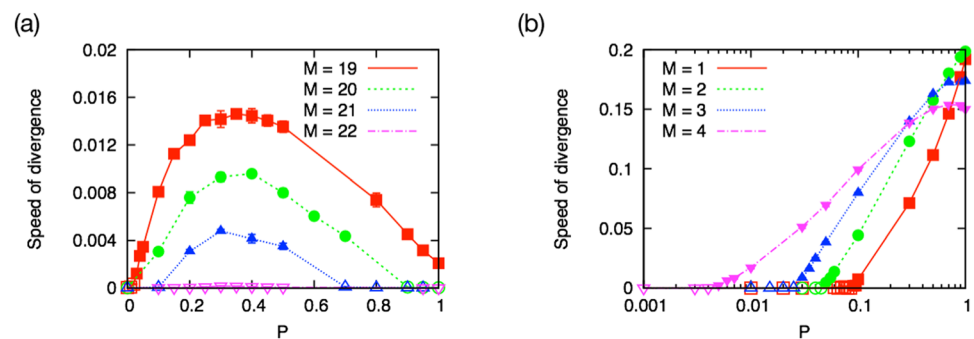 (a)
Speed of divergence
0.02
0.016
0.012
0.008
0.004
0
M = 19
M = 20
M = 21
M = 22
0 0.2 0.4 0.6 0.8 1
P
(b)
Speed of divergence
0.2
0.15
0.1
0.05
0
M = 1
M = 2
M = 3
M = 4
0.001 0.01 0.1 1
P